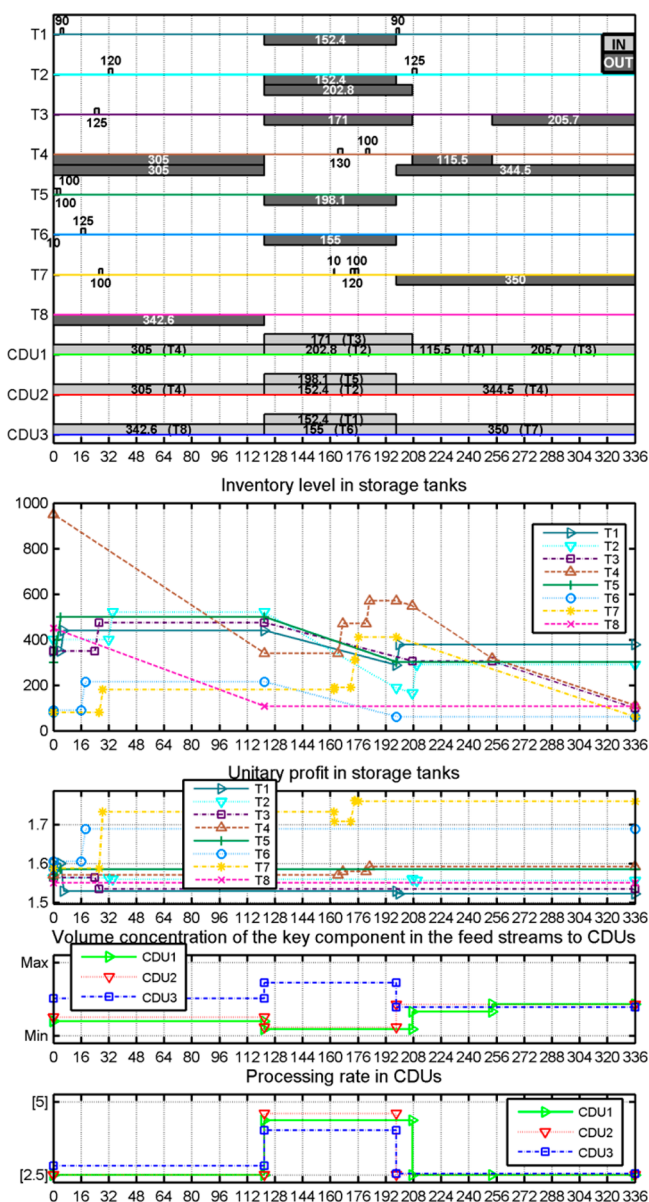 90 90
T1 152.4 IN
OUT
120 125
T2 152.4
202.8
T3 171 205.7
125
100
T4 305 115.5
130
305 344.5
100
T5 198.1
100
125
T6 155
10
10 100
T7 350
100 120
T8 342.6
171 (T3)
CDU1 305 (T4) 202.8 (T2) 115.5 (T4) 205.7 (T3)
198.1 (T5)
CDU2 305 (T4) 152.4 (T2) 344.5 (T4)
152.4 (T1)
CDU3 342.6 (T8) 155 (T6) 350 (T7)
0 16 32 48 64 80 96 112 128 144 160 176 192 208 224 240 256 272 288 304 320 336
Inventory level in storage tanks
1000
800
600
400
200
0
T1
T2
T3
T4
T5
T6
T7
T8
0 16 32 48 64 80 96 112 128 144 160 176 192 208 224 240 256 272 288 304 320 336
Unitary profit in storage tanks
1.7
1.6
1.5
T1
T2
T3
T4
T5
T6
T7
T8
0 16 32 48 64 80 96 112 128 144 160 176 192 208 224 240 256 272 288 304 320 336
Volume concentration of the key component in the feed streams to CDUs
Max
Min
CDU1
CDU2
CDU3
0 16 32 48 64 80 96 112 128 144 160 176 192 208 224 240 256 272 288 304 320 336
Processing rate in CDUs
[5]
[2.5]
CDU1
CDU2
CDU3
0 16 32 48 64 80 96 112 128 144 160 176 192 208 224 240 256 272 288 304 320 336